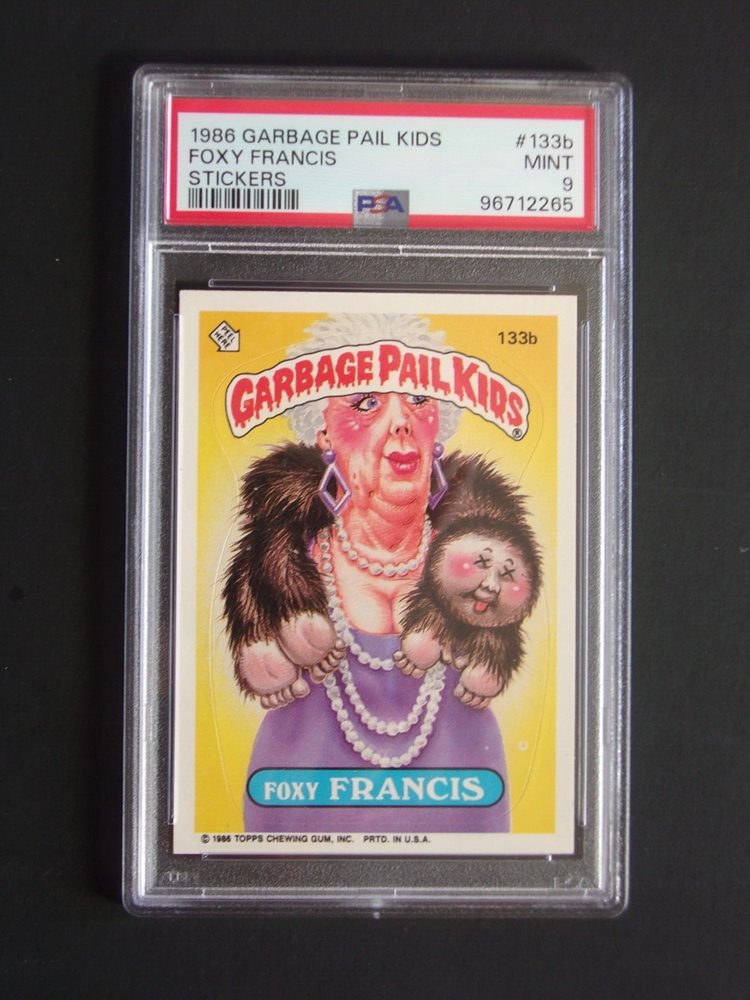 1986 GARBAGE PAIL KIDS #133b
FOXY FRANCIS MINT
STICKERS 9
PSA 96712265
PEEL HERE
133b
GARBAGE PAIL KIDS®
FOXY FRANCIS
© 1986 TOPPS CHEWING GUM, INC. PRTD. IN U.S.A.